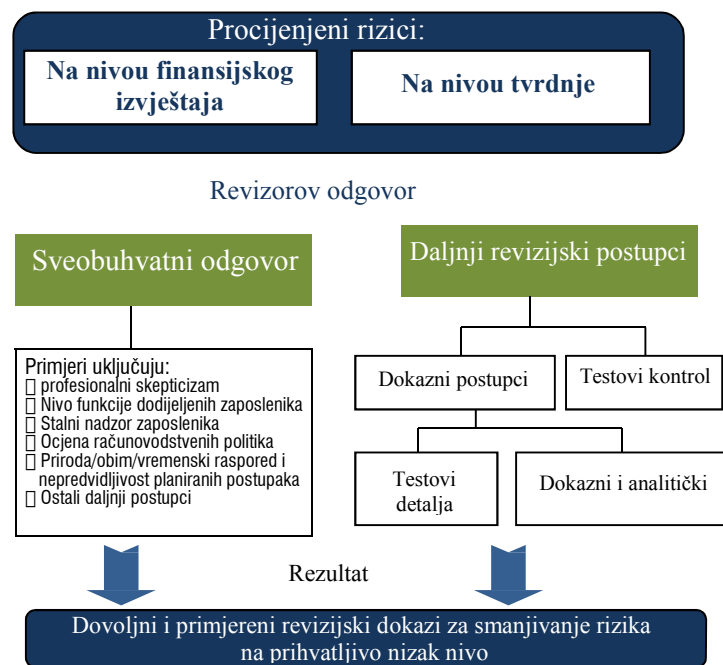 Procijenjeni rizici:
Na nivou finansijskog
izvještaja
Na nivou tvrdnje
Revizorov odgovor
Sveobuhvatni odgovor
Daljnji revizijski postupci
Primjeri uključuju:
▯ profesionalni skepticizam
▯ Nivo funkcije dodijeljenih zaposlenika
▯ Stalni nadzor zaposlenika
▯ Ocjena računovodstvenih politika
▯ Priroda/obim/vremenski raspored i
nepredvidljivost planiranih postupaka
▯ Ostali daljnji postupci
Dokazni postupci
Testovi kontrol
Testovi
detalja
Dokazni i analitički
Rezultat
Dovoljni i primjereni revizijski dokazi za smanjivanje rizika
na prihvatljivo nizak nivo